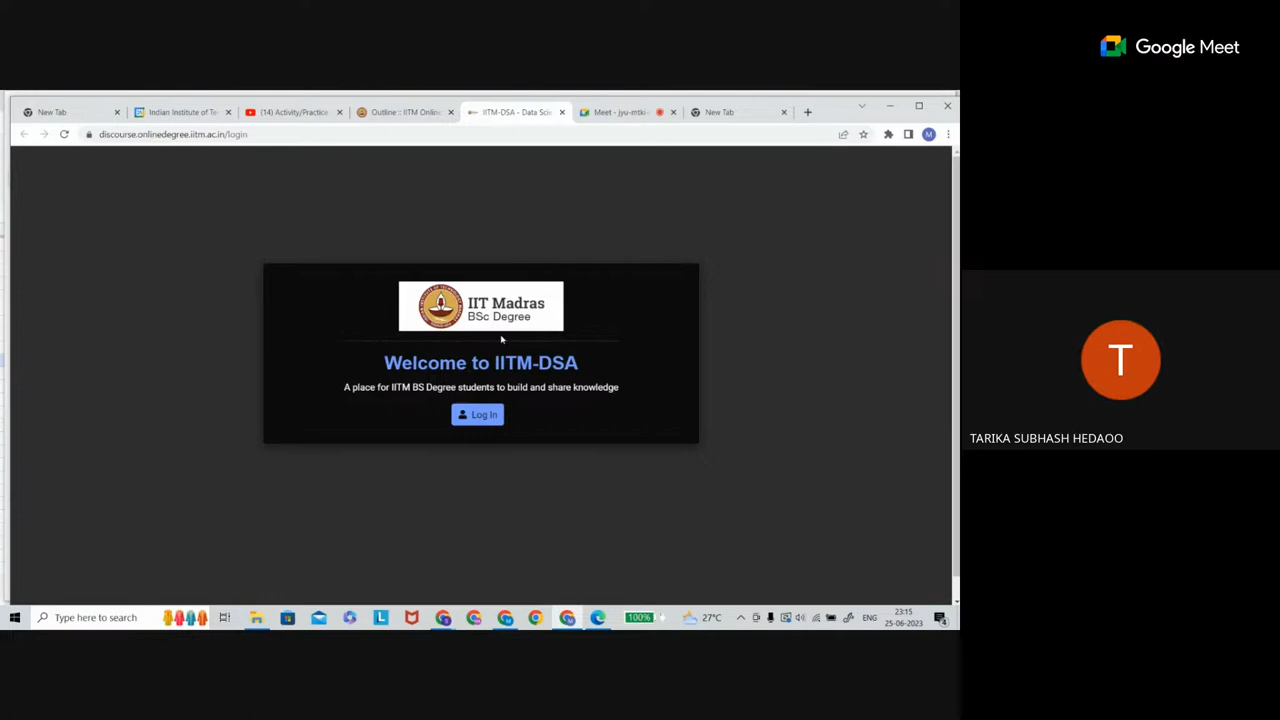 Google Meet
New Tab
Indian Institute of Te
(14) Activity/Practice
Outline :: IITM Online
IITM-DSA - Data Scie
Meet - jyu-mtki-
New Tab
discourse.onlinedegree.iitm.ac.in/login
M
IIT Madras
BSc Degree
Welcome to IITM-DSA
A place for IITM BS Degree students to build and share knowledge
Log In
T
TARIKA SUBHASH HEDAOO
Type here to search
L
100%
27°C
ENG
23:15
25-06-2023
4